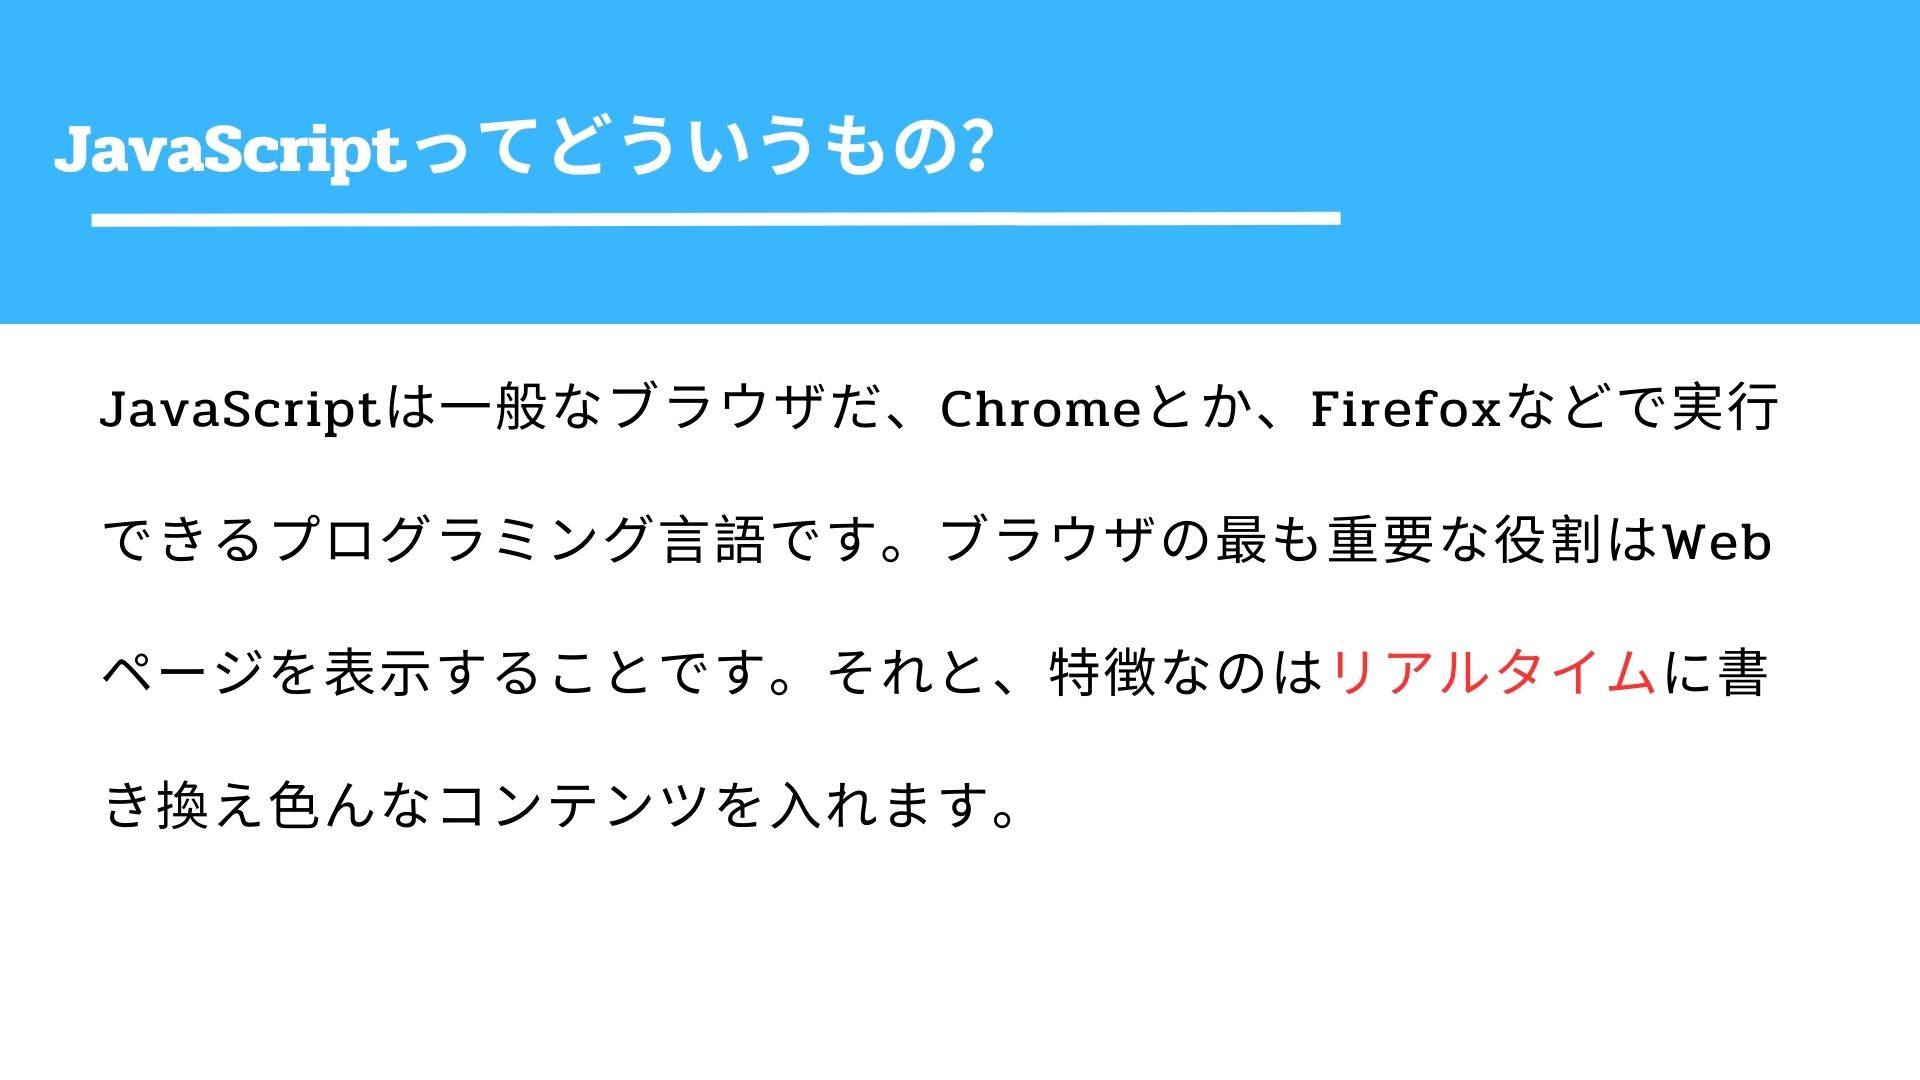 JavaScriptってどういうもの?
JavaScriptは一般なブラウザだ、Chromeとか、Firefoxなどで実行
できるプログラミング言語です。ブラウザの最も重要な役割はWeb
ページを表示することです。それと、特徴なのはリアルタイムに書
き換え色んなコンテンツを入れます。